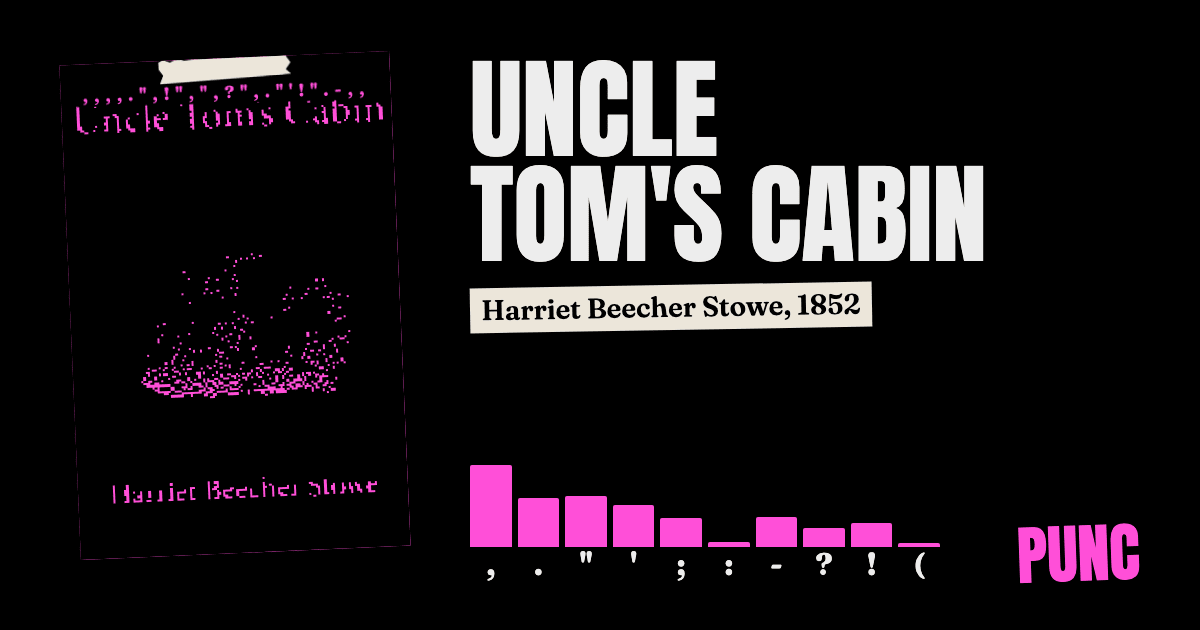 ,,,,."‚!",",?",."'!".-,,
Uncle Tom's Cabin
Harriet Beecher Stowe
UNCLE
TOM'S CABIN
Harriet Beecher Stowe, 1852
, . " ' ; : - ? ! (
PUNC